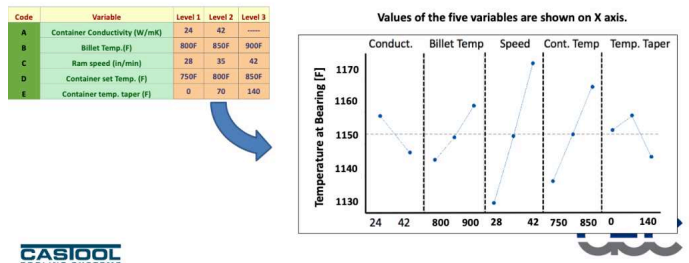 Code Variable Level 1 Level 2 Level 3
A Container Conductivity (W/mK) 24 42 -----
B Billet Temp.(F) 800F 850F 900F
C Ram speed (in/min) 28 35 42
D Container set Temp. (F) 750F 800F 850F
E Container temp. taper (F) 0 70 140
Values of the five variables are shown on X axis.
Conduct. Billet Temp Speed Cont. Temp Temp. Taper
Temperature at Bearing [F]
1170
1160
1150
1140
1130
24 42 800 900 28 42 750 850 0 140
CASTOOL